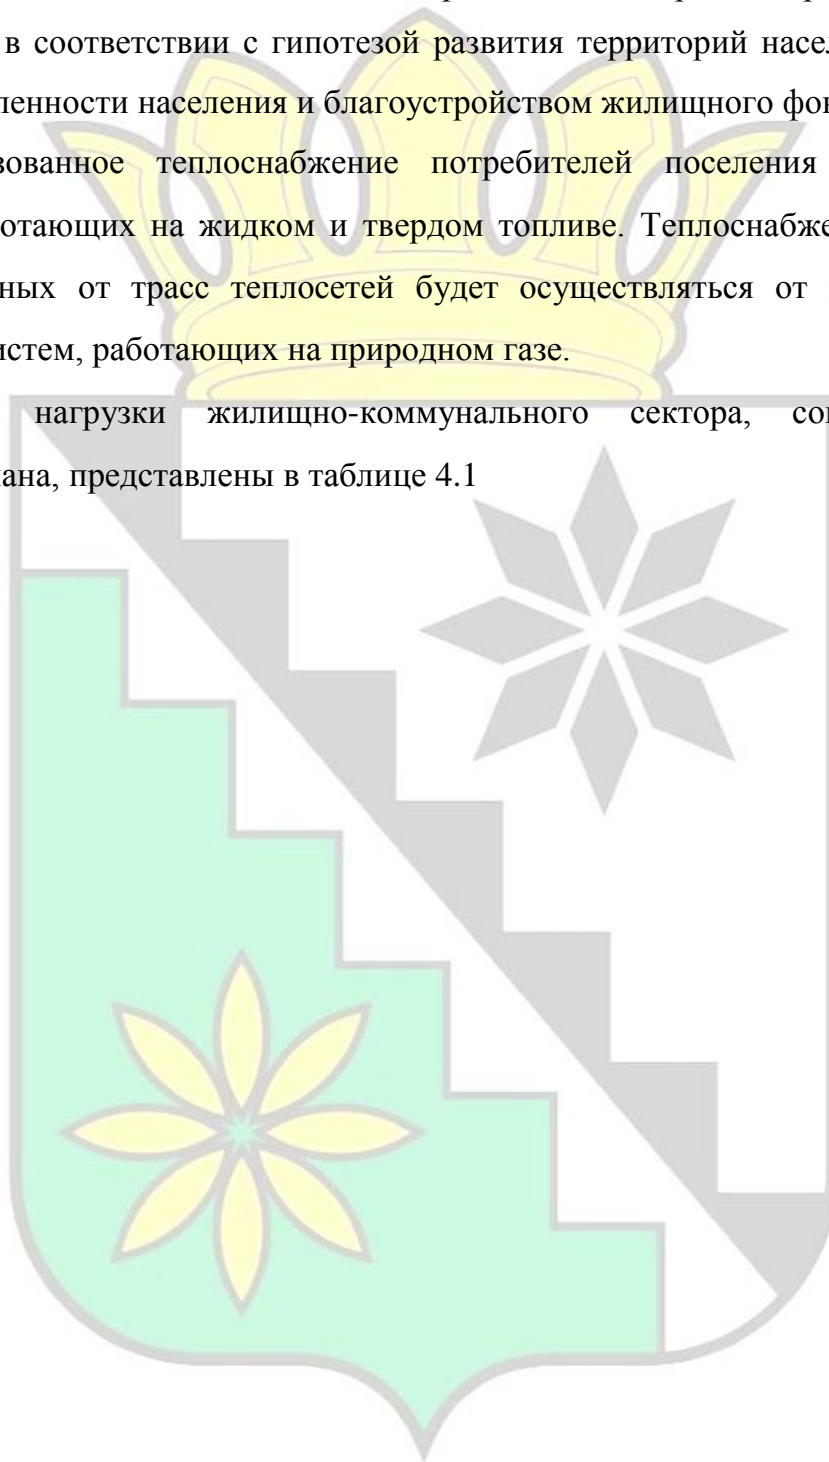 в соответствии с гипотезой развития территорий насел
ленности населения и благоустройством жилищного фон
зованное теплоснабжение потребителей поселения
отающих на жидком и твердом топливе. Теплоснабже
ных от трасс теплосетей будет осуществляться от
истем, работающих на природном газе.
нагрузки жилищно-коммунального сектора, со
лана, представлены в таблице 4.1